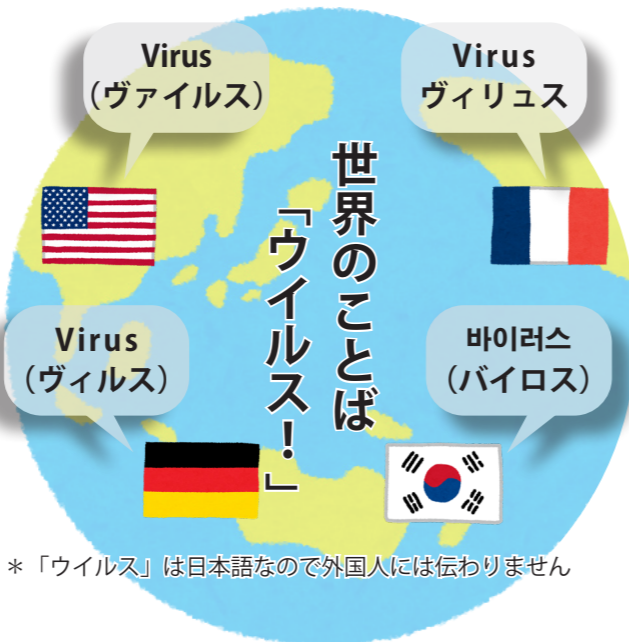 世界のことば
「ウイルス！」
Virus
（ヴァイルス）
Virus
ヴィリュス
Virus
（ヴィルス）
바이러스
（バイロス）
＊「ウイルス」は日本語なので外国人には伝わりません